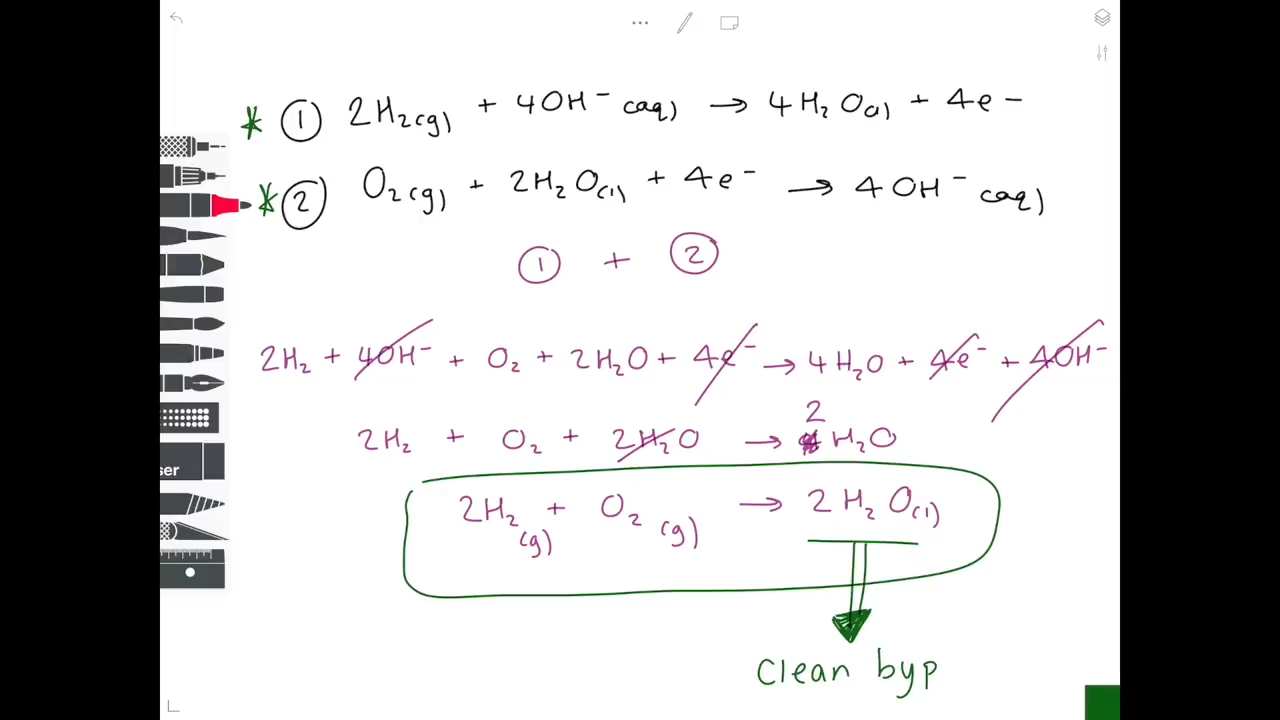 * ① 2H₂(g) + 4OH⁻ (aq) → 4H₂O(l) + 4e⁻
* ② O₂(g) + 2H₂O(l) + 4e⁻ → 4OH⁻ (aq)
① + ②
2H₂ + 4OH⁻ + O₂ + 2H₂O + 4e⁻ → 4H₂O + 4e⁻ + 4OH⁻
2
2H₂ + O₂ + 2H₂O → 4H₂O
2H₂(g) + O₂(g) → 2H₂O(l)
Clean byp
ser